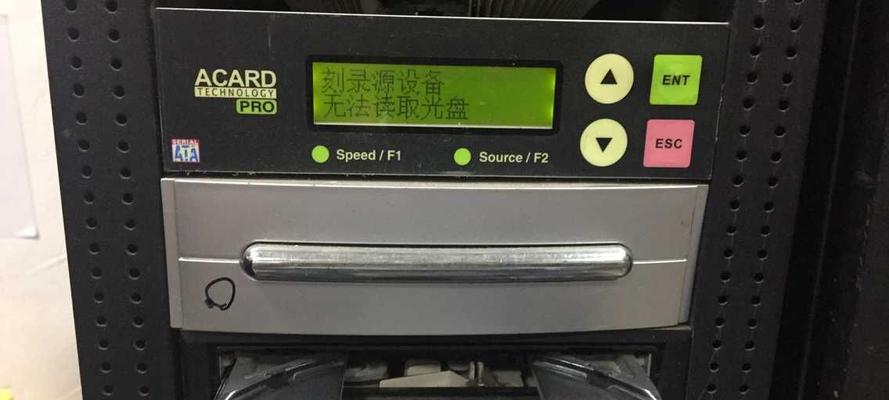 ACARD
TECHNOLOGY
PRO
刻录源设备
无法读取光盘
ENT
ESC
SERIAL
ATA
Speed / F1
Source / F2